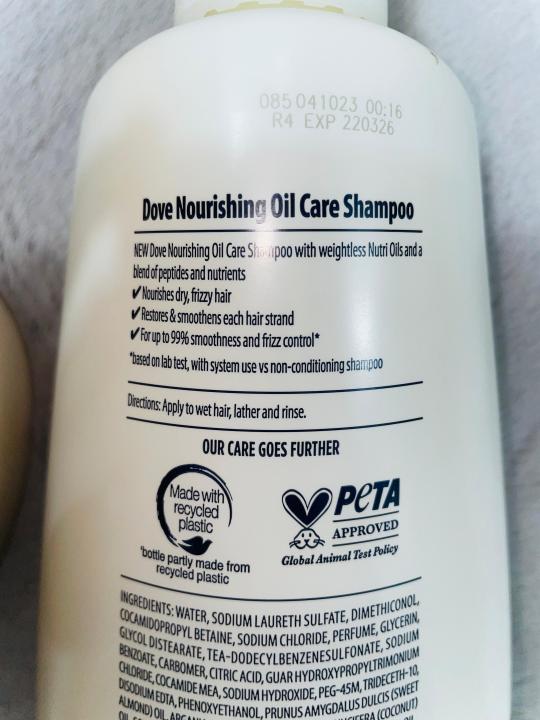 085 041023 00:16
R4 EXP 220326
Dove Nourishing Oil Care Shampoo
NEW Dove Nourishing Oil Care Shampoo with weightless Nutri Oils and a
blend of peptides and nutrients
✔Nourishes dry, frizzy hair
✔Restores & smoothens each hair strand
✔For up to 99% smoothness and frizz control*
*based on lab test, with system use vs non-conditioning shampoo
Directions: Apply to wet hair, lather and rinse.
OUR CARE GOES FURTHER
Made with
recycled
plastic
*bottle partly made from
recycled plastic
PETA
APPROVED
Global Animal Test Policy
INGREDIENTS: WATER, SODIUM LAURETH SULFATE, DIMETHICONOL,
COCAMIDOPROPYL BETAINE, SODIUM CHLORIDE, PERFUME, GLYCERIN,
GLYCOL DISTEARATE, TEA-DODECYLBENZENESULFONATE, SODIUM
BENZOATE, CARBOMER, CITRIC ACID, GUAR HYDROXYPROPYLTRIMONIUM
CHLORIDE, COCAMIDE MEA, SODIUM HYDROXIDE, PEG-45M, TRIDECETH-10,
DISODIUM EDTA, PHENOXYETHANOL, PRUNUS AMYGDALUS DULCIS (SWEET
ALMOND) OIL, (COCONUT)